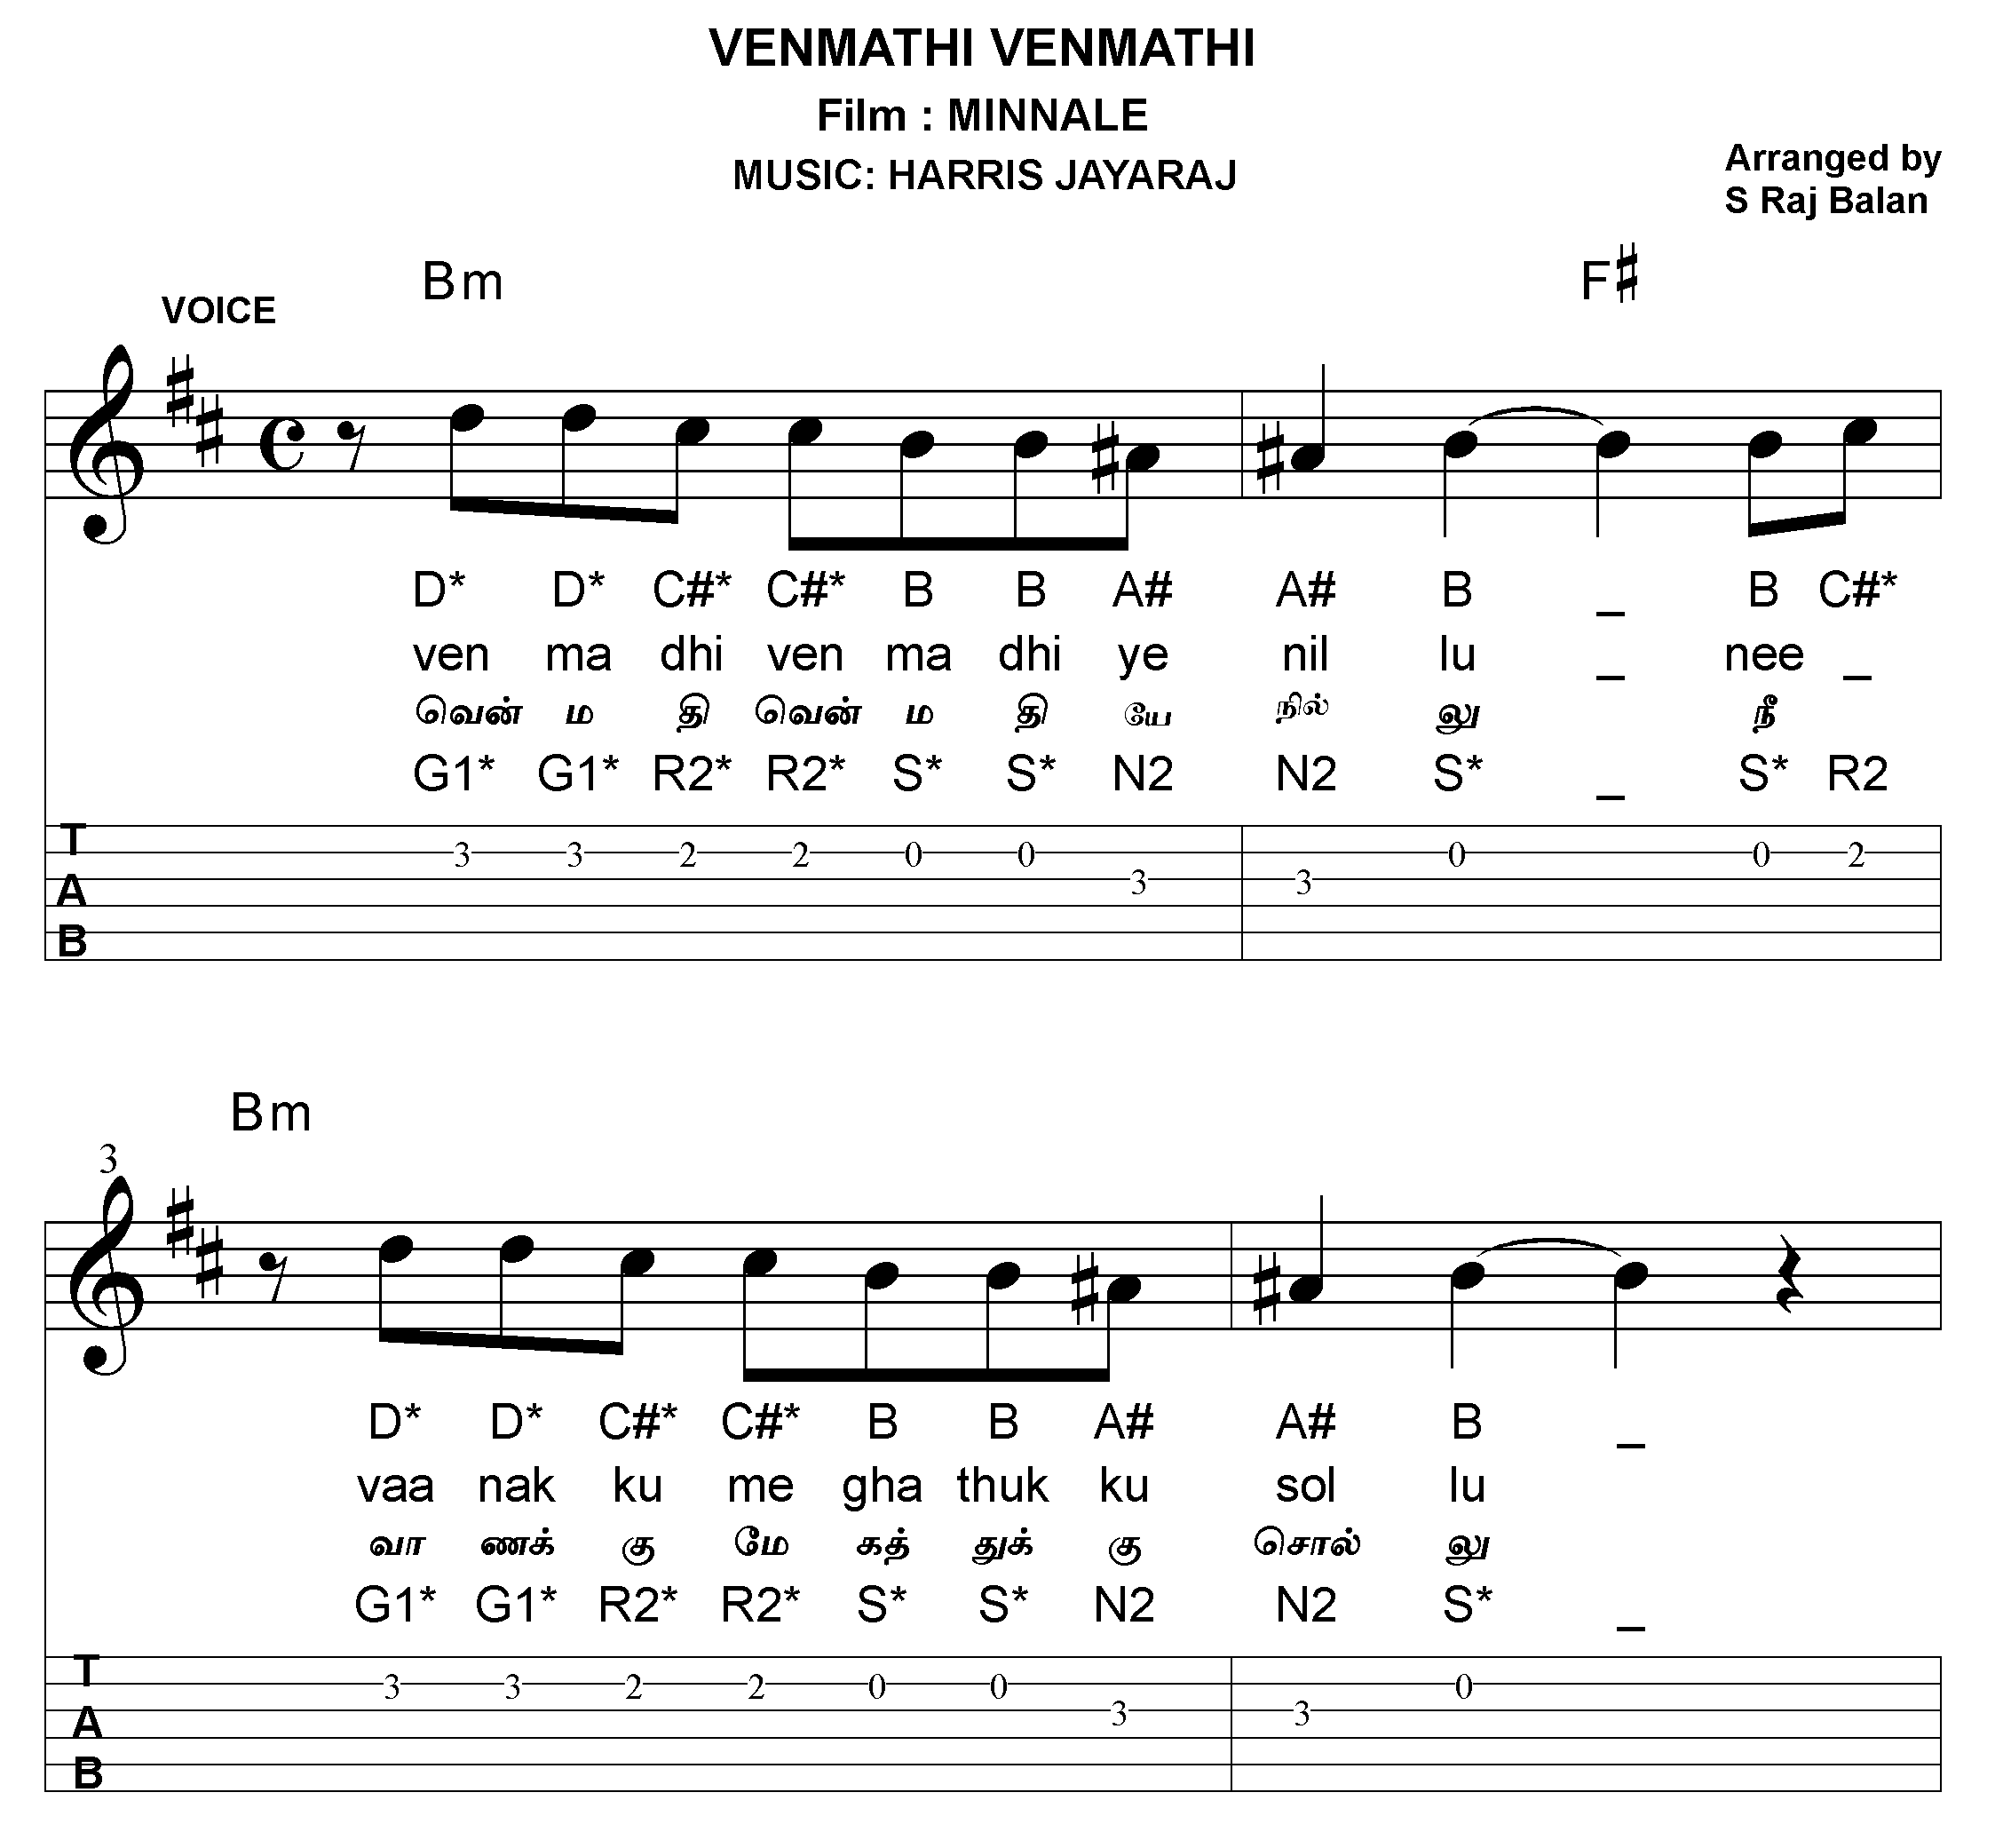 VENMATHI VENMATHI
Film : MINNALE
MUSIC: HARRIS JAYARAJ
Arranged by
S Raj Balan
Bm F♯
VOICE
D* D* C#* C#* B B A# A# B _ B C#*
ven ma dhi ven ma dhi ye nil lu _ nee _
வென் ம தி வென் ம தி யே நில் லு நீ
G1* G1* R2* R2* S* S* N2 N2 S* _ S* R2
T A B
3 3 2 2 0 0 3 3 0 0 2
Bm
3
D* D* C#* C#* B B A# A# B _
vaa nak ku me gha thuk ku sol lu
வா ணக் கு மே கத் துக் கு சொல் லு
G1* G1* R2* R2* S* S* N2 N2 S* _
T A B
3 3 2 2 0 0 3 3 0